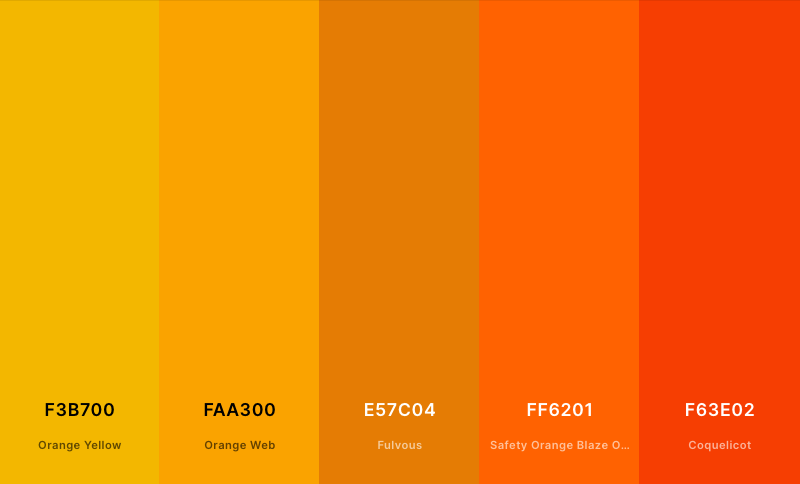 F3B700 FAA300 E57C04 FF6201 F63E02
Orange Yellow Orange Web Fulvous Safety Orange Blaze O... Coquelicot